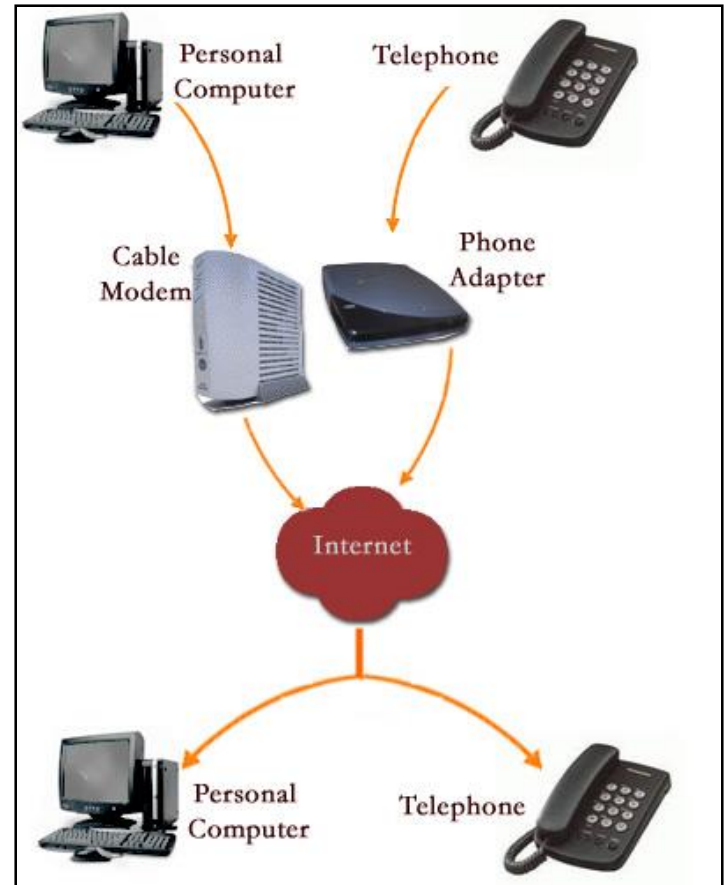 Personal
Computer
Telephone
Cable
Modem
Phone
Adapter
Internet
Personal
Computer
Telephone